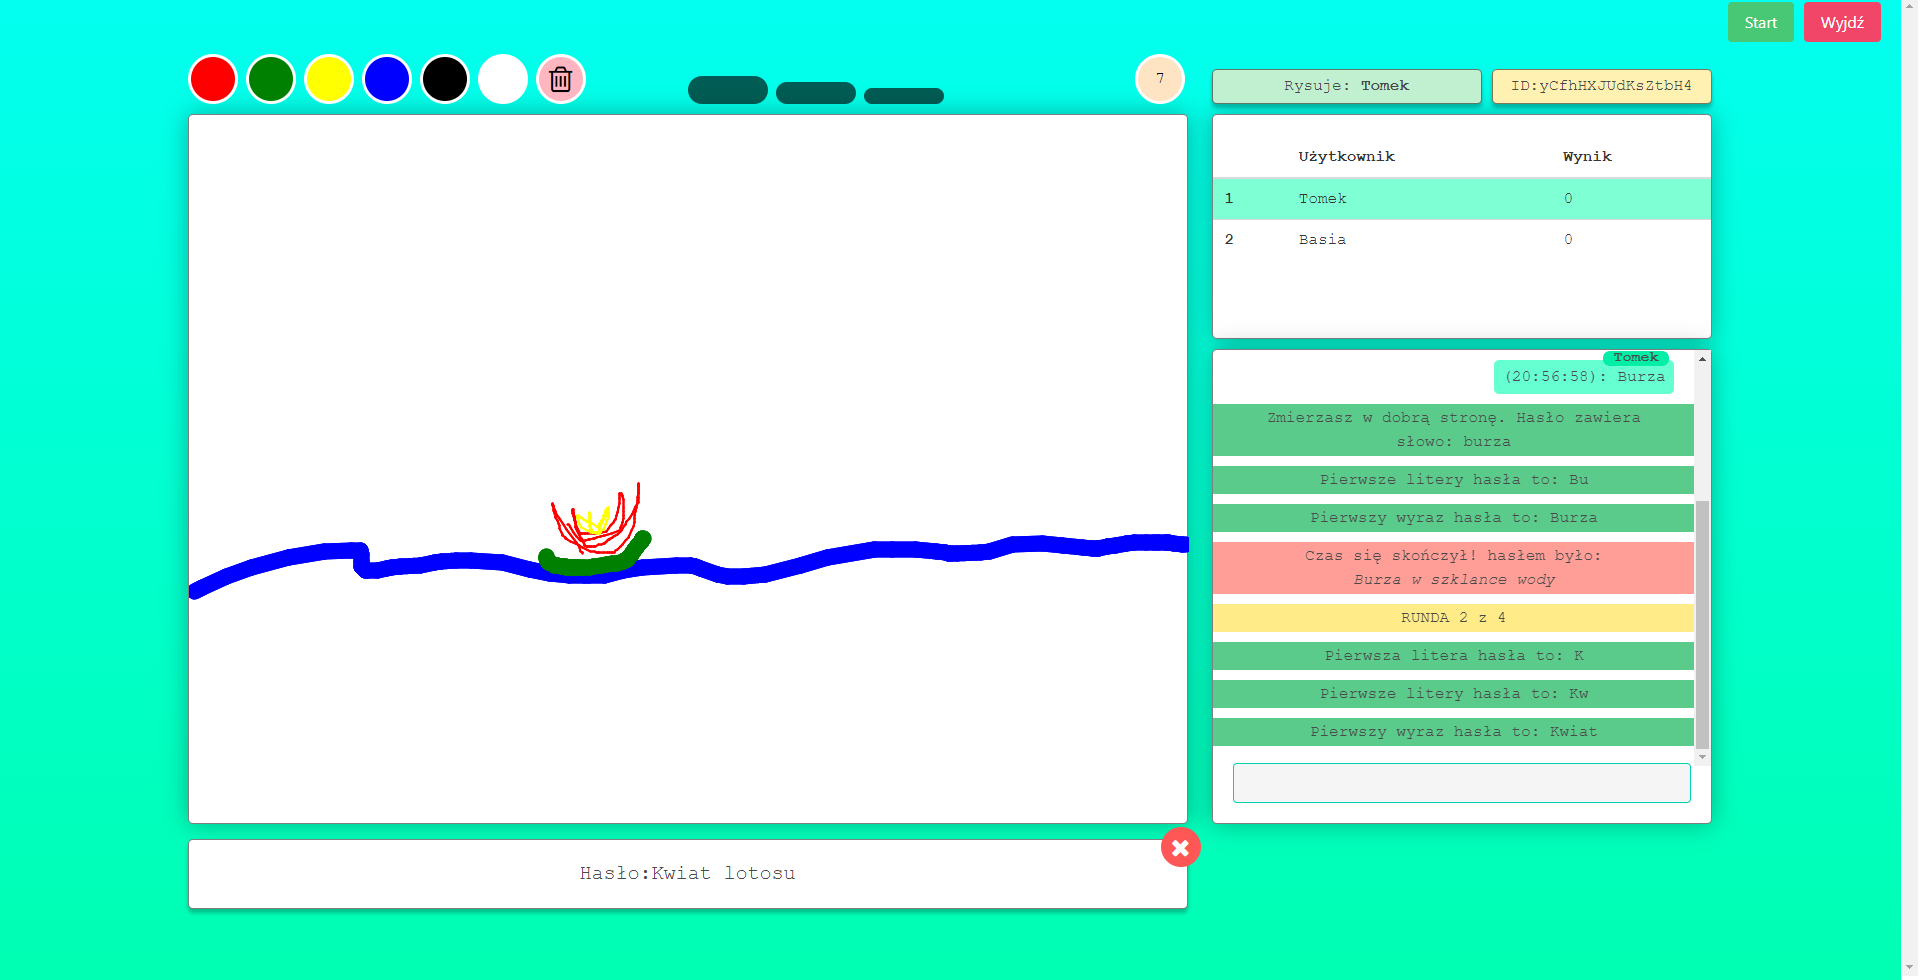 Start
Wyjdź
7
Rysuje: Tomek
ID:yCfhHXJUdKsZtbH4
Użytkownik Wynik
1 Tomek 0
2 Basia 0
Tomek
(20:56:58): Burza
Zmierzasz w dobrą stronę. Hasło zawiera
słowo: burza
Pierwsze litery hasła to: Bu
Pierwszy wyraz hasła to: Burza
Czas się skończył! hasłem było:
Burza w szklance wody
RUNDA 2 z 4
Pierwsza litera hasła to: K
Pierwsze litery hasła to: Kw
Pierwszy wyraz hasła to: Kwiat
Hasło:Kwiat lotosu